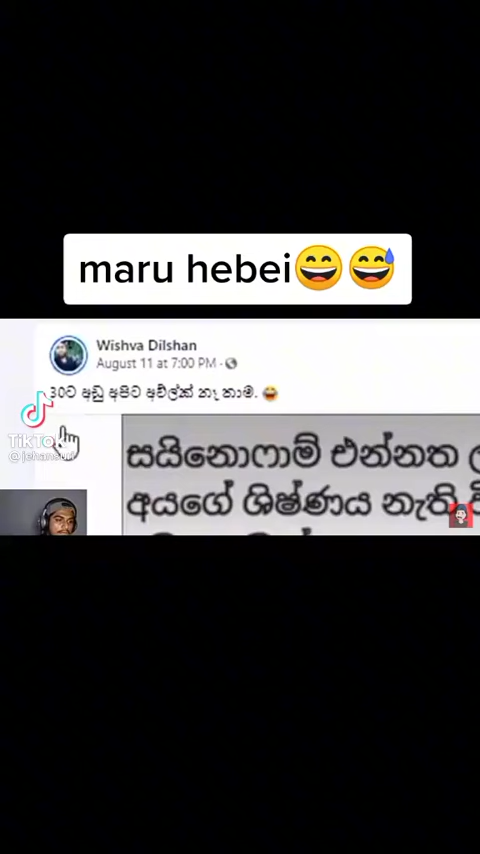 maru hebei😄😅
Wishva Dilshan
August 11 at 7:00 PM
30ට අඩු අපිට අව්ලක් නෑ තාම. 😄
TikTok
සයිනොෆාම් එන්නත
අයගේ ශිෂ්ණය නැති